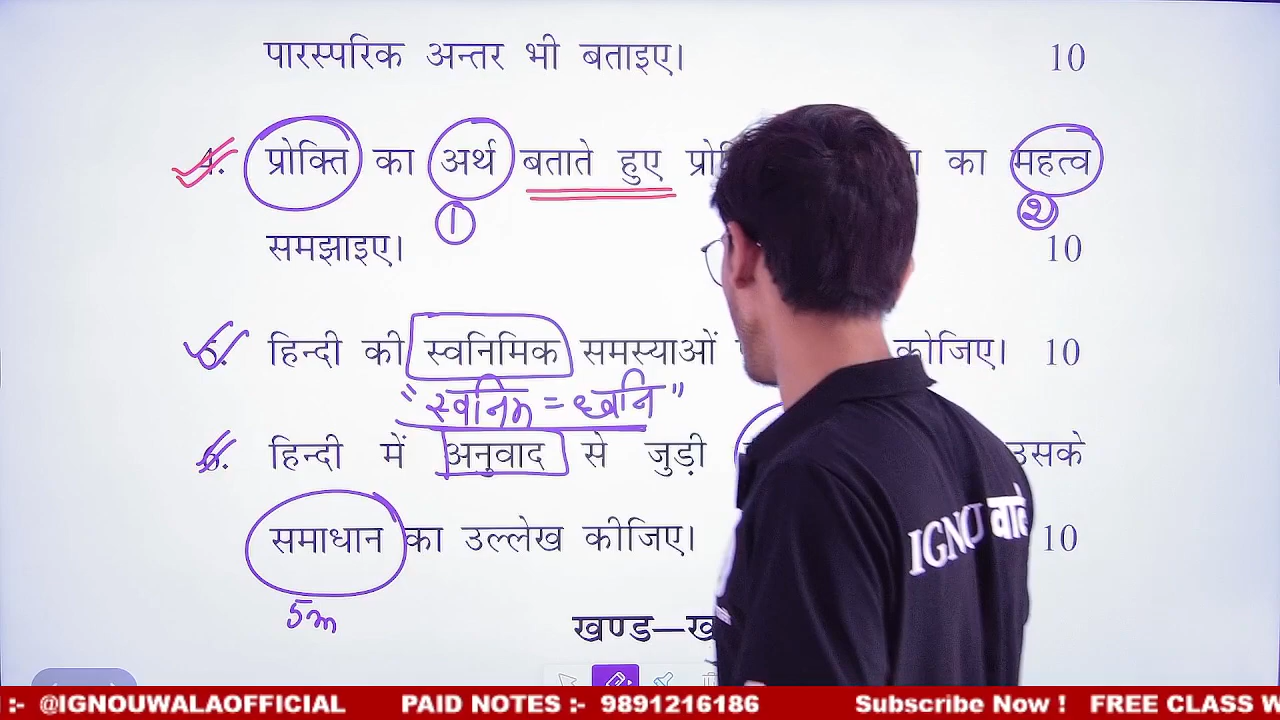 पारस्परिक अन्तर भी बताइए। 10
4. प्रोक्ति का अर्थ बताते हुए का महत्व
1 2
समझाइए। 10
5. हिन्दी की स्वनिमिक समस्याओं कीजिए। 10
"स्वनिम = ध्वनि"
6. हिन्दी में अनुवाद से जुड़ी उसके
समाधान का उल्लेख कीजिए। 10
5m
खण्ड—ख
IGNOU वाले
:- @IGNOUWALAOFFICIAL PAID NOTES :- 9891216186 Subscribe Now ! FREE CLASS